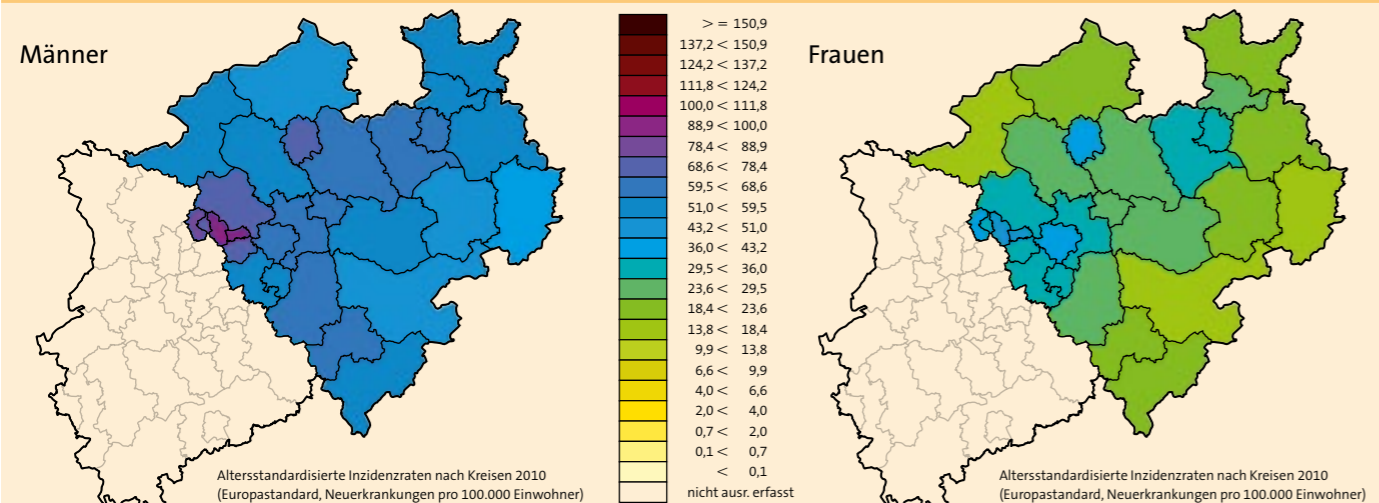 Männer
> = 150,9
137,2 < 150,9
124,2 < 137,2
111,8 < 124,2
100,0 < 111,8
88,9 < 100,0
78,4 < 88,9
68,6 < 78,4
59,5 < 68,6
51,0 < 59,5
43,2 < 51,0
36,0 < 43,2
29,5 < 36,0
23,6 < 29,5
18,4 < 23,6
13,8 < 18,4
9,9 < 13,8
6,6 < 9,9
4,0 < 6,6
2,0 < 4,0
0,7 < 2,0
0,1 < 0,7
< 0,1
nicht ausr. erfasst
Frauen
Altersstandardisierte Inzidenzraten nach Kreisen 2010
(Europastandard, Neuerkrankungen pro 100.000 Einwohner)
Altersstandardisierte Inzidenzraten nach Kreisen 2010
(Europastandard, Neuerkrankungen pro 100.000 Einwohner)